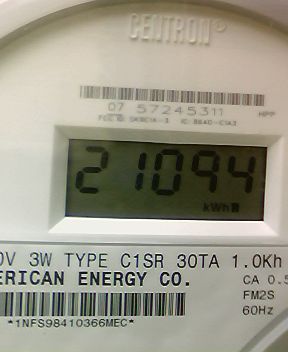 CENTRON®
07 57245311
HPP
21094
kWh
0V 3W TYPE C1SR 30TA 1.0Kh
ERICAN ENERGY CO.
CA 0.5
FM2S
60Hz
*1NFS98410366MEC*